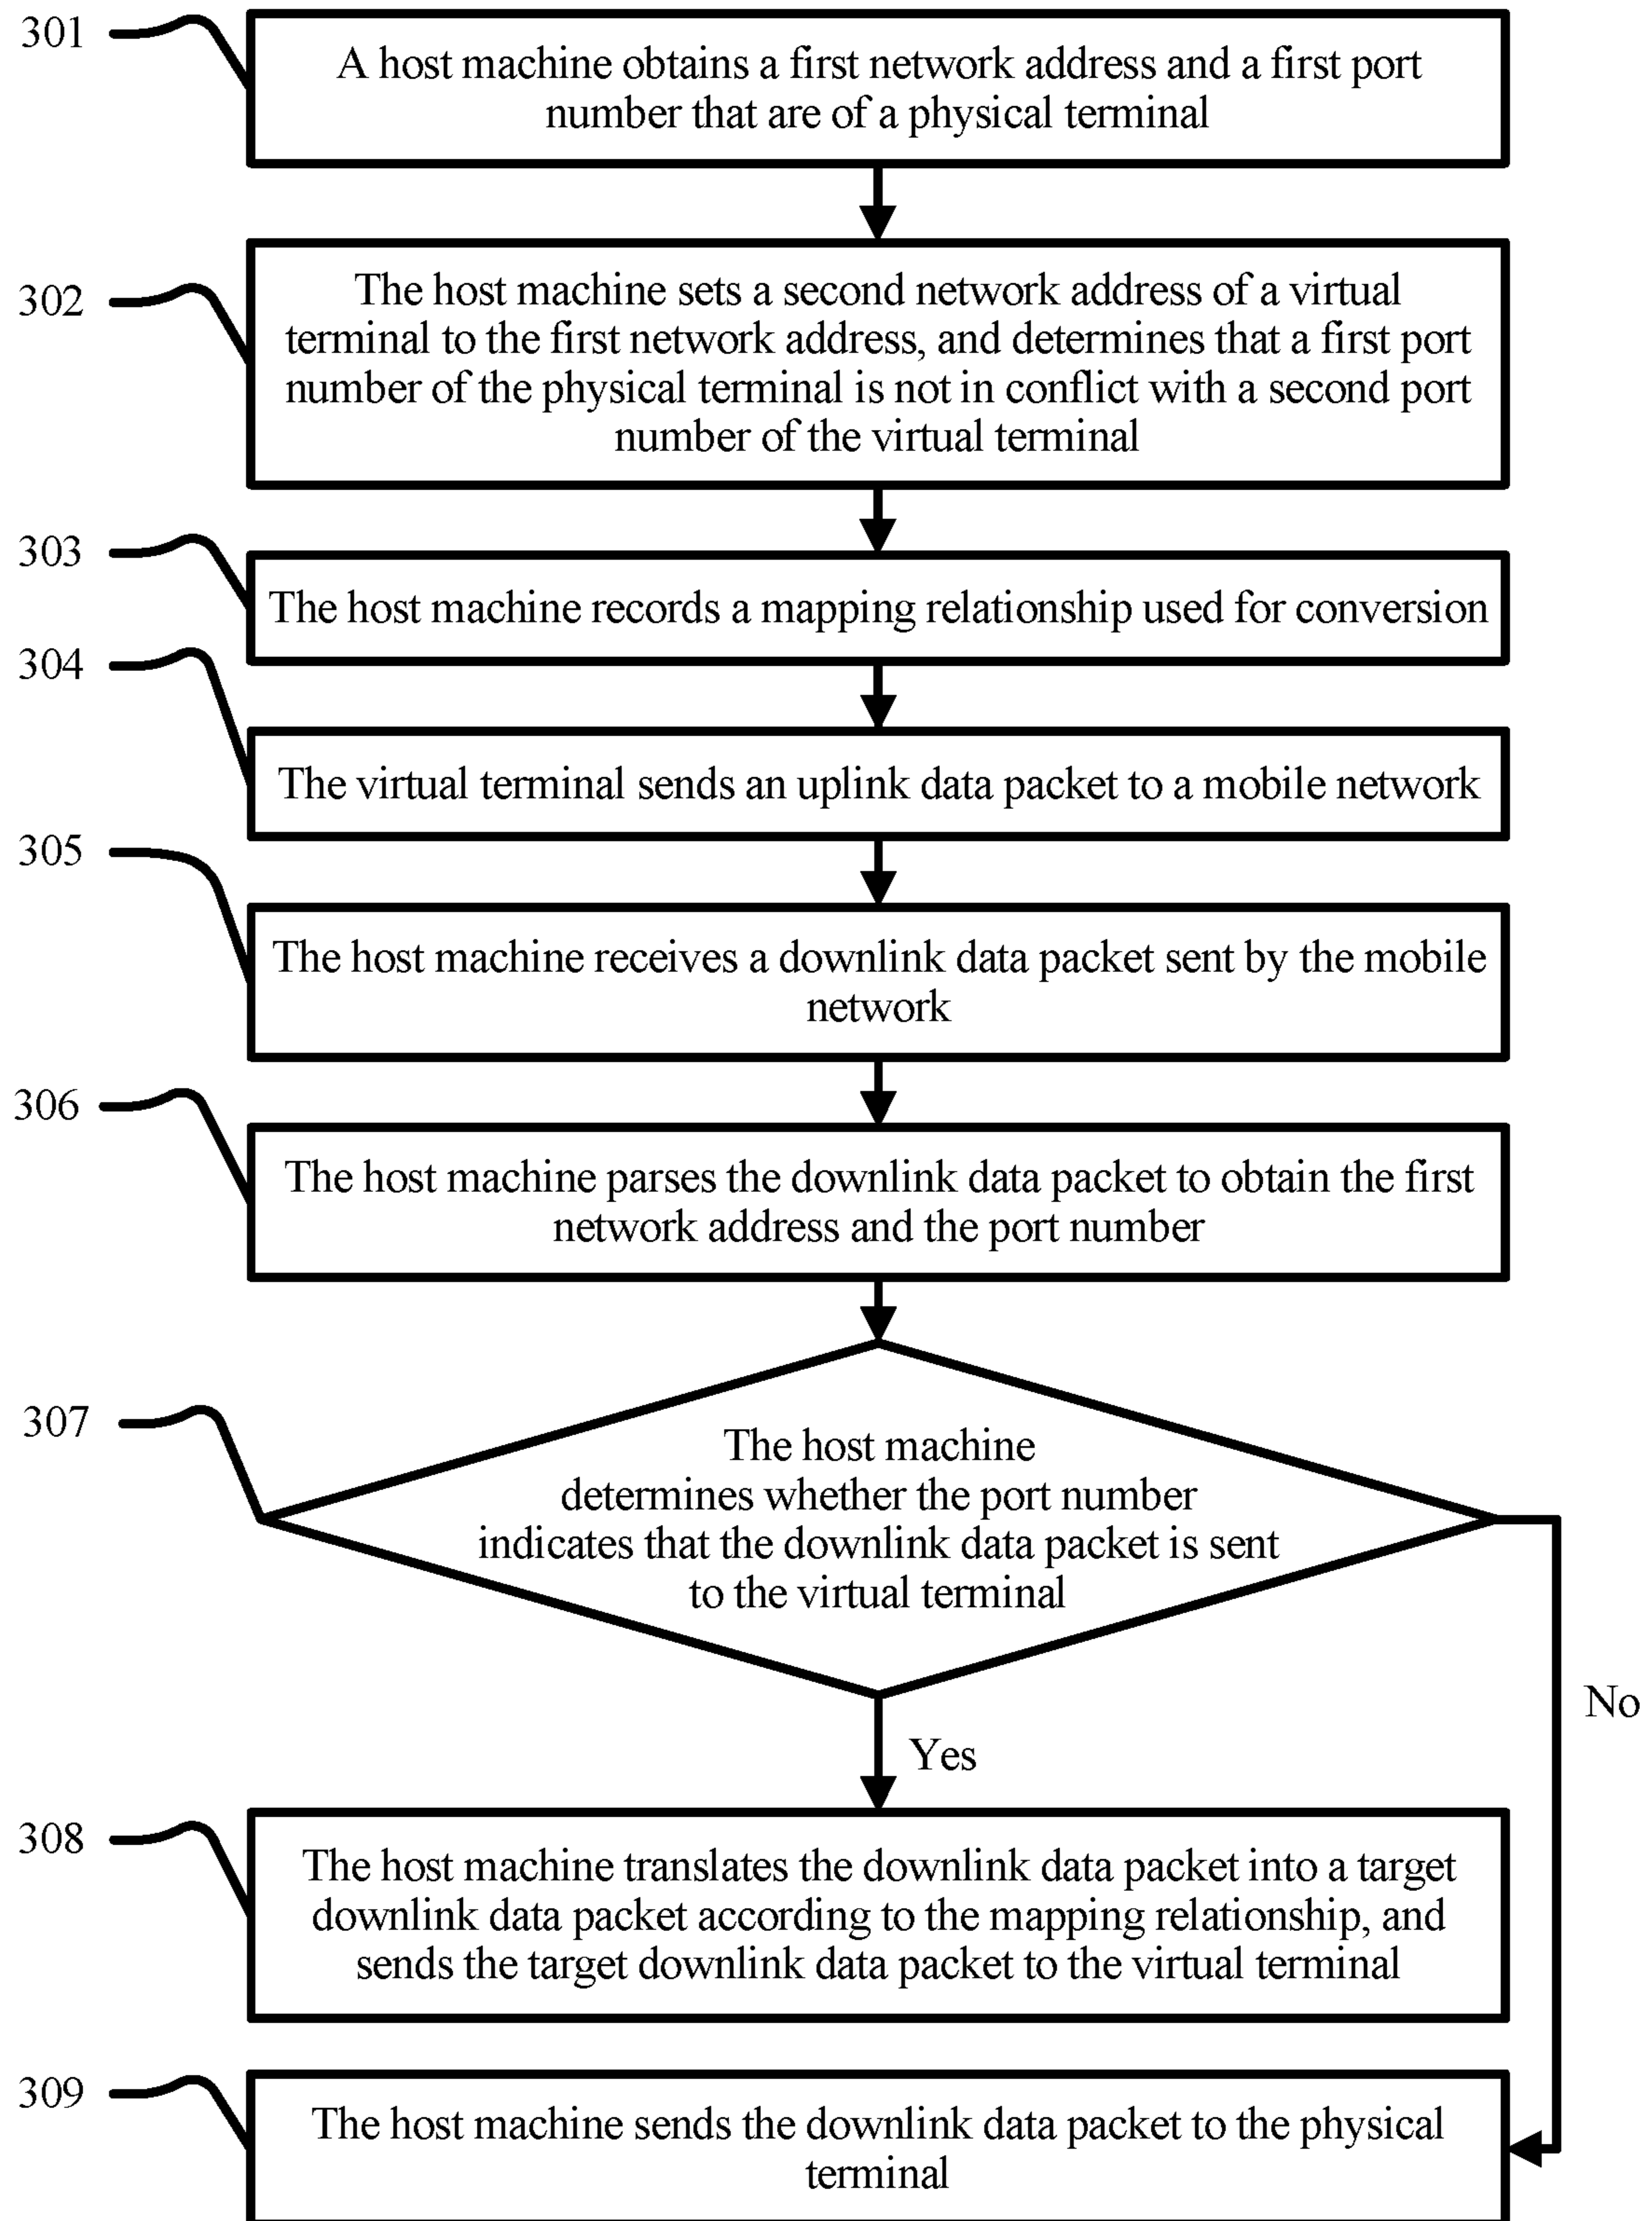 301
A host machine obtains a first network address and a first port
number that are of a physical terminal
302
The host machine sets a second network address of a virtual
terminal to the first network address, and determines that a first port
number of the physical terminal is not in conflict with a second port
number of the virtual terminal
303
The host machine records a mapping relationship used for conversion
304
The virtual terminal sends an uplink data packet to a mobile network
305
The host machine receives a downlink data packet sent by the mobile
network
306
The host machine parses the downlink data packet to obtain the first
network address and the port number
307
The host machine
determines whether the port number
indicates that the downlink data packet is sent
to the virtual terminal
No
Yes
308
The host machine translates the downlink data packet into a target
downlink data packet according to the mapping relationship, and
sends the target downlink data packet to the virtual terminal
309
The host machine sends the downlink data packet to the physical
terminal